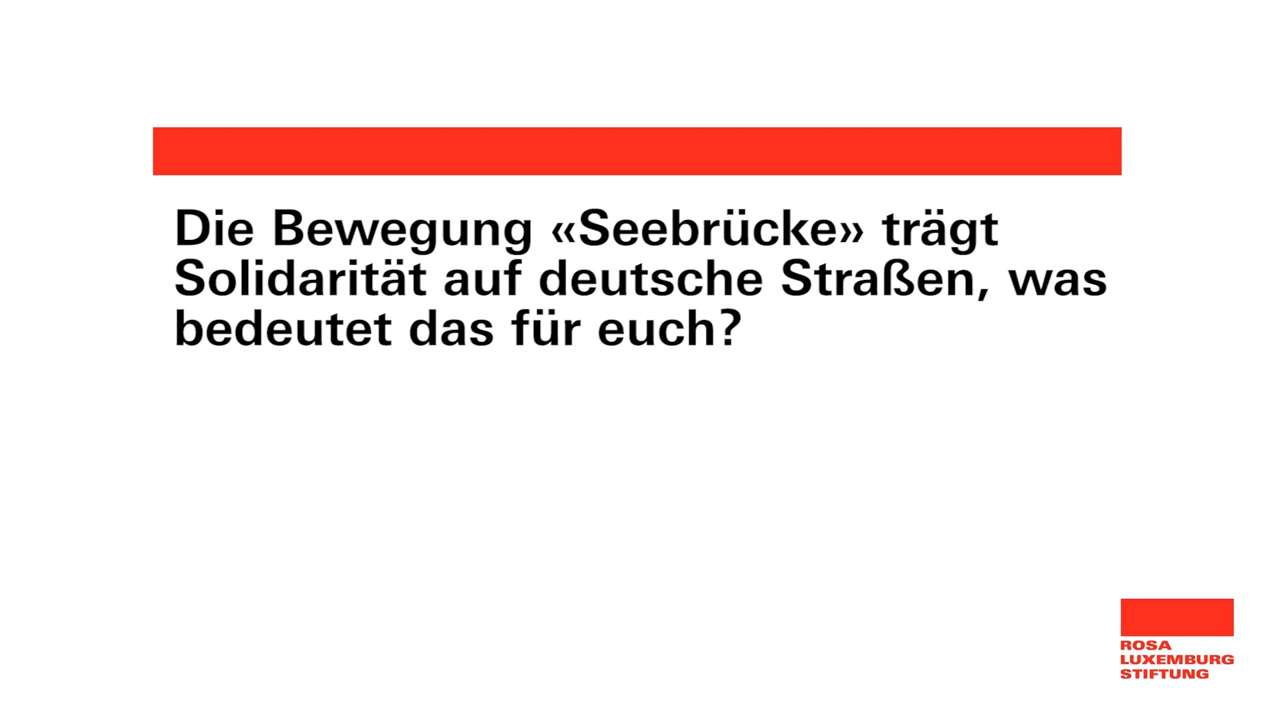 Die Bewegung «Seebrücke» trägt
Solidarität auf deutsche Straßen, was
bedeutet das für euch?
ROSA
LUXEMBURG
STIFTUNG